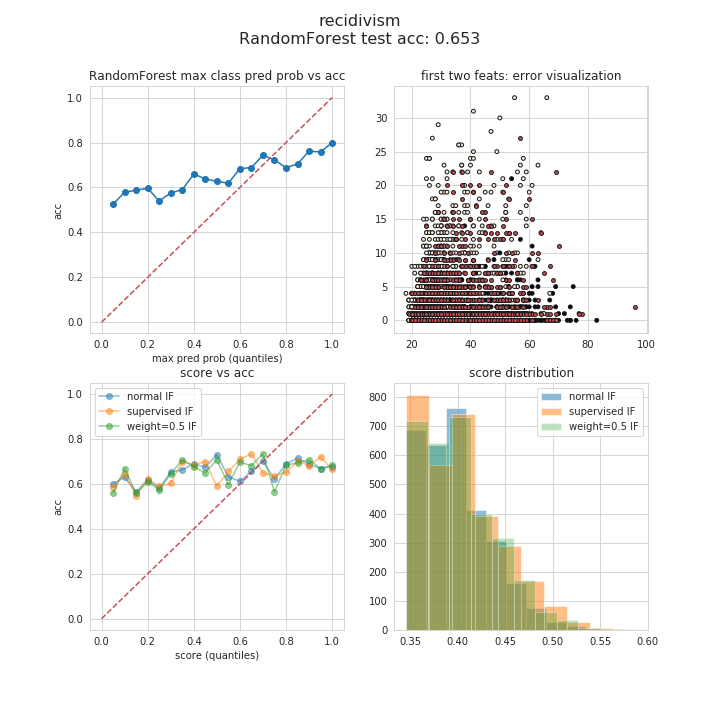 recidivism
RandomForest test acc: 0.653
RandomForest max class pred prob vs acc
1.0
0.8
0.6
0.4
0.2
0.0
acc
0.0 0.2 0.4 0.6 0.8 1.0
max pred prob (quantiles)
first two feats: error visualization
30
25
20
15
10
5
0
20 40 60 80 100
score vs acc
normal IF
supervised IF
weight=0.5 IF
1.0
0.8
0.6
0.4
0.2
0.0
acc
0.0 0.2 0.4 0.6 0.8 1.0
score (quantiles)
score distribution
normal IF
supervised IF
weight=0.5 IF
800
700
600
500
400
300
200
100
0
0.35 0.40 0.45 0.50 0.55 0.60